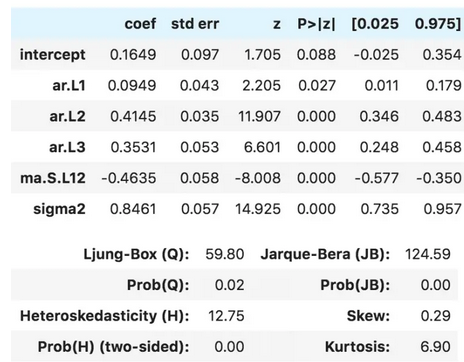 coef std err z P>|z| [0.025 0.975]
intercept 0.1649 0.097 1.705 0.088 -0.025 0.354
ar.L1 0.0949 0.043 2.205 0.027 0.011 0.179
ar.L2 0.4145 0.035 11.907 0.000 0.346 0.483
ar.L3 0.3531 0.053 6.601 0.000 0.248 0.458
ma.S.L12 -0.4635 0.058 -8.008 0.000 -0.577 -0.350
sigma2 0.8461 0.057 14.925 0.000 0.735 0.957
Ljung-Box (Q): 59.80 Jarque-Bera (JB): 124.59
Prob(Q): 0.02 Prob(JB): 0.00
Heteroskedasticity (H): 12.75 Skew: 0.29
Prob(H) (two-sided): 0.00 Kurtosis: 6.90